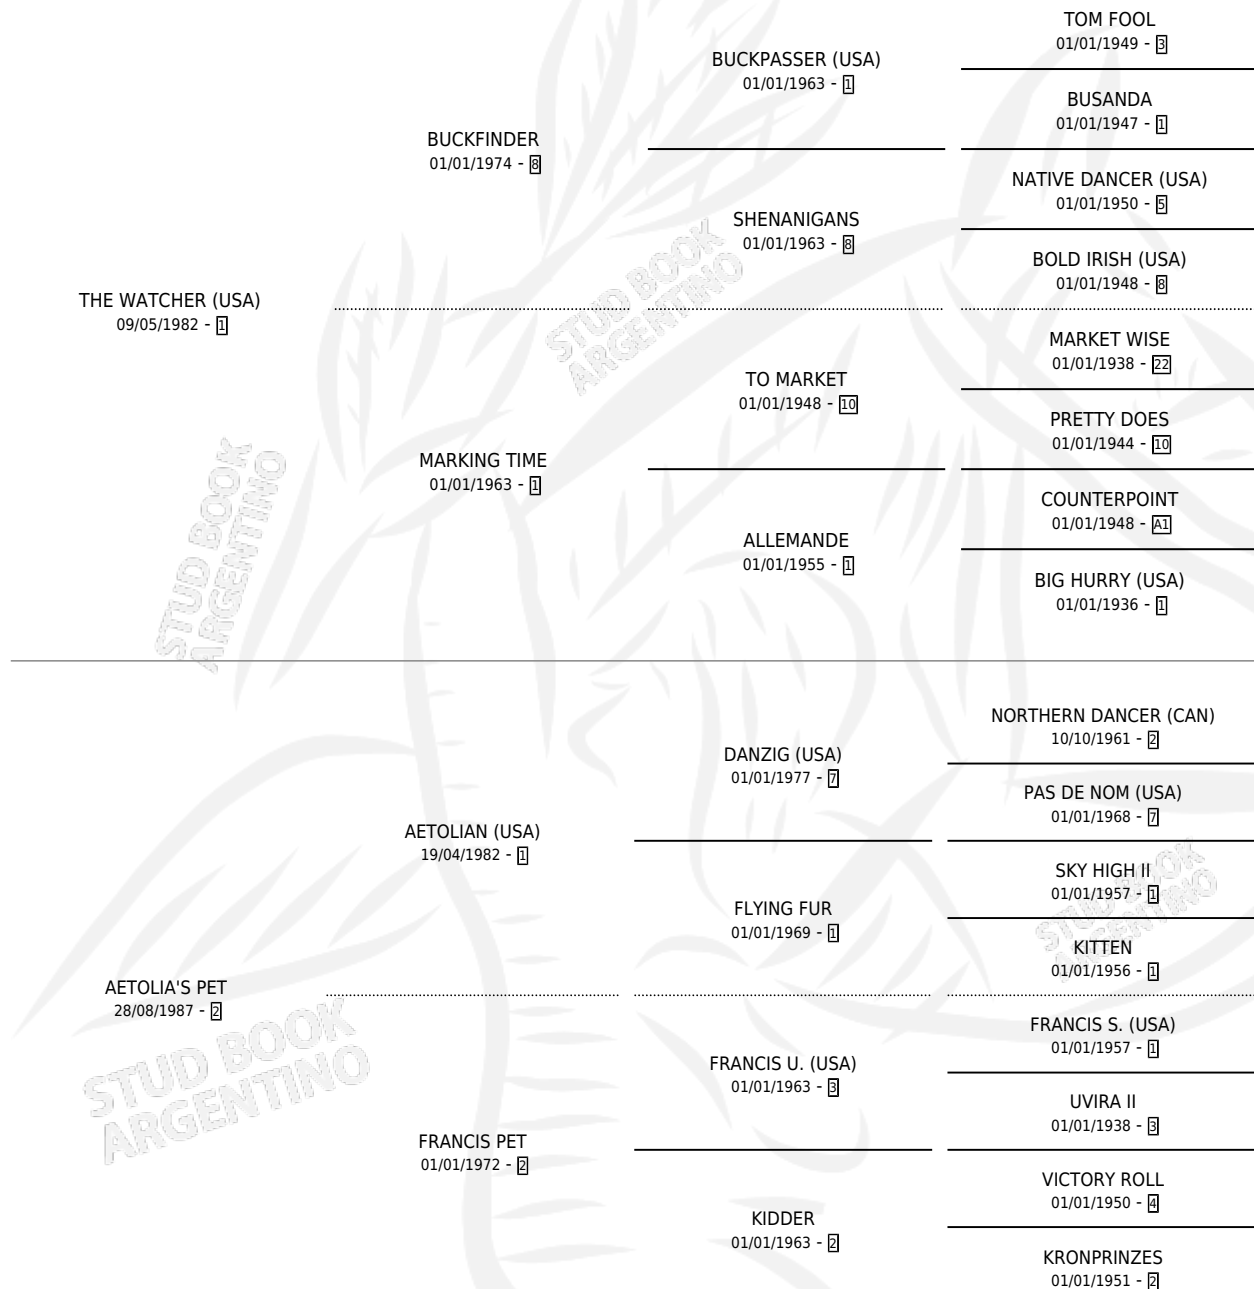 TOM FOOL
01/01/1949 - 3
BUCKPASSER (USA)
01/01/1963 - 1
BUSANDA
01/01/1947 - 1
BUCKFINDER
01/01/1974 - 8
NATIVE DANCER (USA)
01/01/1950 - 5
SHENANIGANS
01/01/1963 - 8
BOLD IRISH (USA)
01/01/1948 - 8
THE WATCHER (USA)
09/05/1982 - 1
MARKET WISE
01/01/1938 - 22
TO MARKET
01/01/1948 - 10
PRETTY DOES
01/01/1944 - 10
MARKING TIME
01/01/1963 - 1
COUNTERPOINT
01/01/1948 - A1
ALLEMANDE
01/01/1955 - 1
BIG HURRY (USA)
01/01/1936 - 1
NORTHERN DANCER (CAN)
10/10/1961 - 2
DANZIG (USA)
01/01/1977 - 7
PAS DE NOM (USA)
01/01/1968 - 7
AETOLIAN (USA)
19/04/1982 - 1
SKY HIGH II
01/01/1957 - 1
FLYING FUR
01/01/1969 - 1
KITTEN
01/01/1956 - 1
AETOLIA'S PET
28/08/1987 - 2
FRANCIS S. (USA)
01/01/1957 - 1
FRANCIS U. (USA)
01/01/1963 - 3
UVIRA II
01/01/1938 - 3
FRANCIS PET
01/01/1972 - 2
VICTORY ROLL
01/01/1950 - 4
KIDDER
01/01/1963 - 2
KRONPRINZES
01/01/1951 - 2
STUD BOOK
ARGENTINO
STUD BOOK
ARGENTINO
STUD BOOK
ARGENTINO
STUD BOOK
ARGENTINO